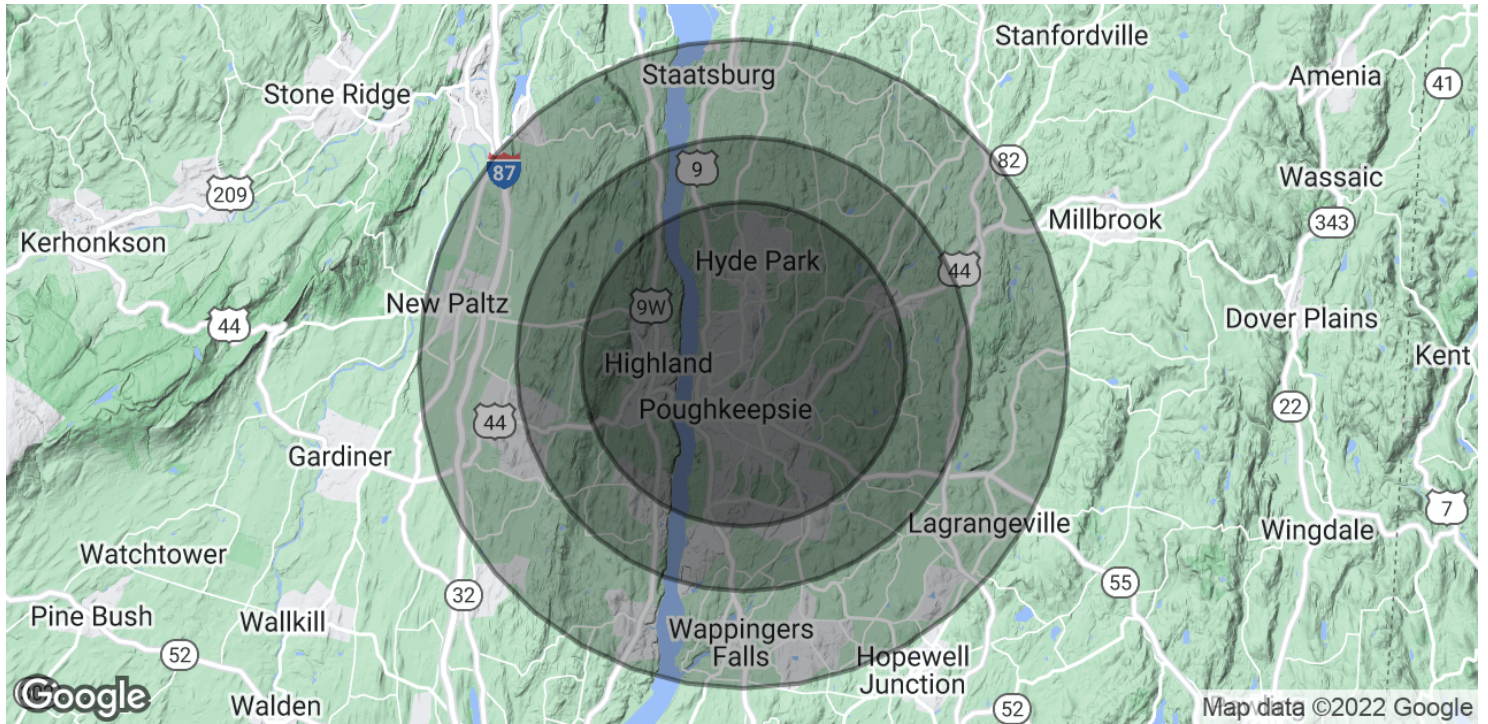 Stanfordville
Staatsburg
Amenia
41
Stone Ridge
82
9
87
Wassaic
209
Millbrook
343
Kerhonkson
Hyde Park
44
New Paltz
9W
44
Dover Plains
Kent
Highland
22
Poughkeepsie
44
Gardiner
7
Lagrangeville
Wingdale
Watchtower
55
32
Pine Bush
Wallkill
Wappingers
Falls
52
Hopewell
Junction
Google
Walden
52
Map data ©2022 Google